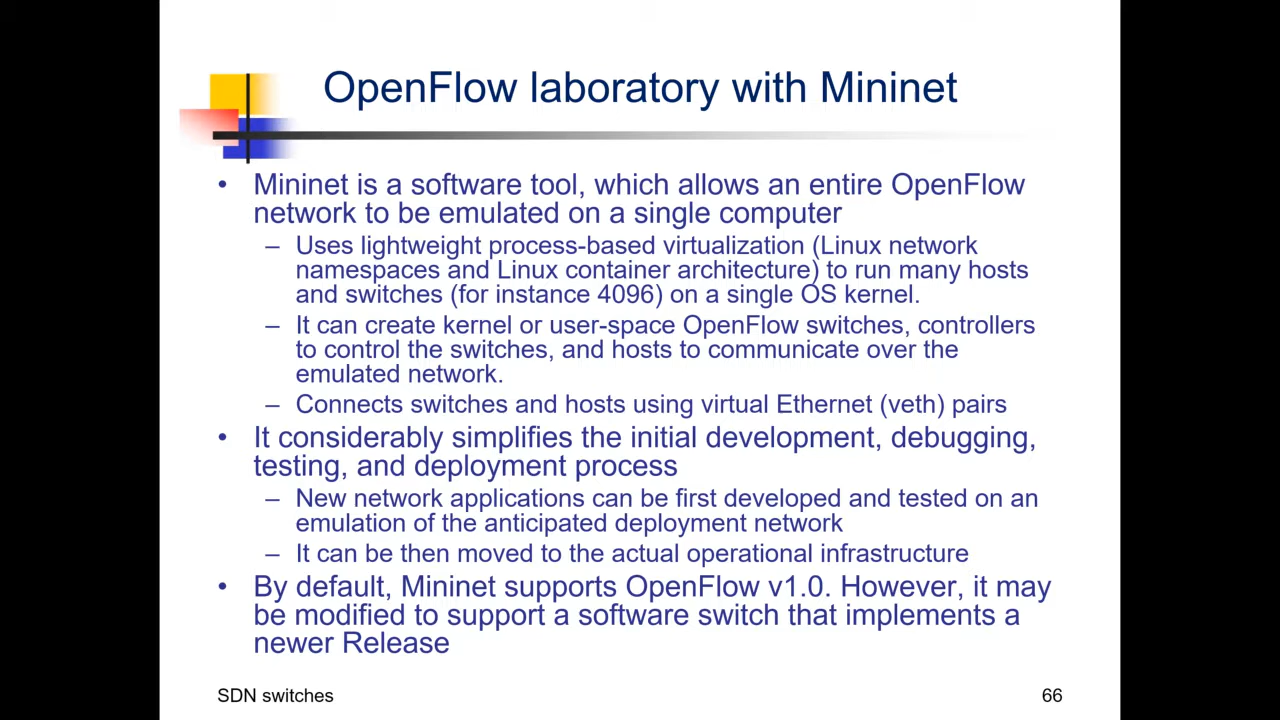 OpenFlow laboratory with Mininet
• Mininet is a software tool, which allows an entire OpenFlow
network to be emulated on a single computer
– Uses lightweight process-based virtualization (Linux network
namespaces and Linux container architecture) to run many hosts
and switches (for instance 4096) on a single OS kernel.
– It can create kernel or user-space OpenFlow switches, controllers
to control the switches, and hosts to communicate over the
emulated network.
– Connects switches and hosts using virtual Ethernet (veth) pairs
• It considerably simplifies the initial development, debugging,
testing, and deployment process
– New network applications can be first developed and tested on an
emulation of the anticipated deployment network
– It can be then moved to the actual operational infrastructure
• By default, Mininet supports OpenFlow v1.0. However, it may
be modified to support a software switch that implements a
newer Release
SDN switches
66